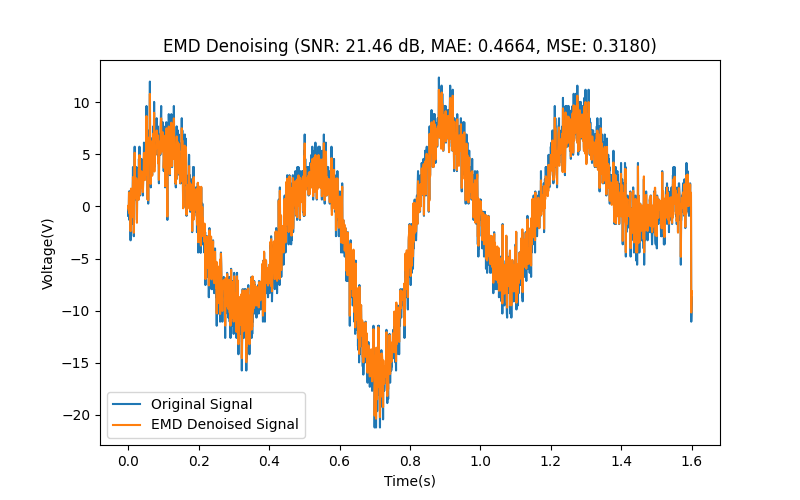 EMD Denoising (SNR: 21.46 dB, MAE: 0.4664, MSE: 0.3180)
10
5
0
−5
−10
−15
−20
Voltage(V)
Original Signal
EMD Denoised Signal
0.0 0.2 0.4 0.6 0.8 1.0 1.2 1.4 1.6
Time(s)